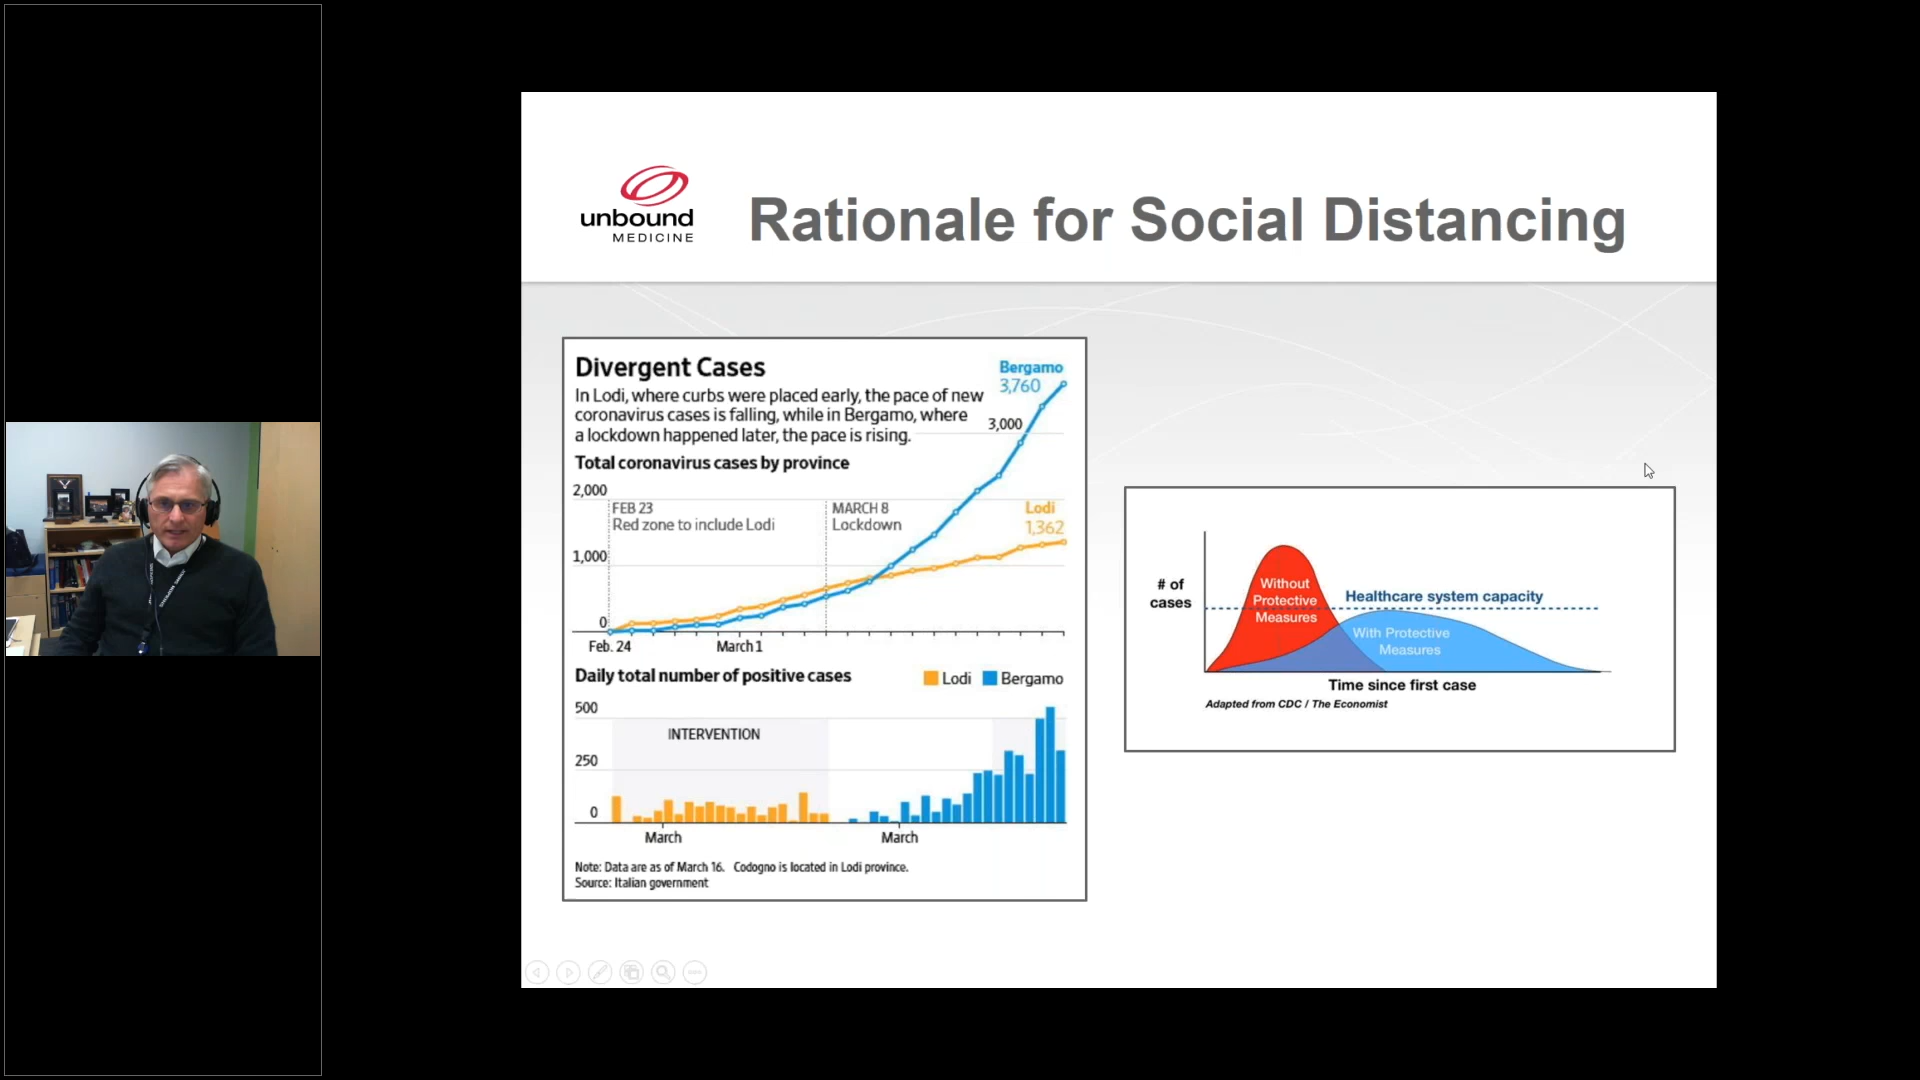 unbound
MEDICINE
Rationale for Social Distancing
Divergent Cases
In Lodi, where curbs were placed early, the pace of new
coronavirus cases is falling, while in Bergamo, where
a lockdown happened later, the pace is rising.
Bergamo
3,760
3,000
Total coronavirus cases by province
2,000
FEB 23
Red zone to include Lodi
MARCH 8
Lockdown
Lodi
1,362
1,000
0
Feb. 24
March 1
Daily total number of positive cases
Lodi
Bergamo
500
INTERVENTION
250
0
March
March
Note: Data are as of March 16. Codogno is located in Lodi province.
Source: Italian government
# of
cases
Without
Protective
Measures
Healthcare system capacity
With Protective
Measures
Time since first case
Adapted from CDC / The Economist